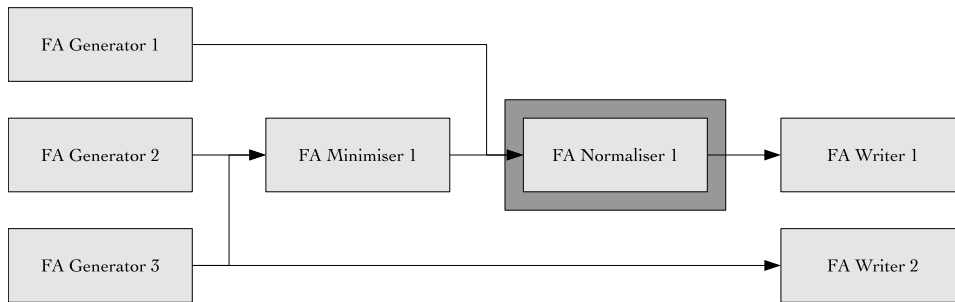 FA Generator 1
FA Generator 2
FA Minimiser 1
FA Normaliser 1
FA Writer 1
FA Generator 3
FA Writer 2